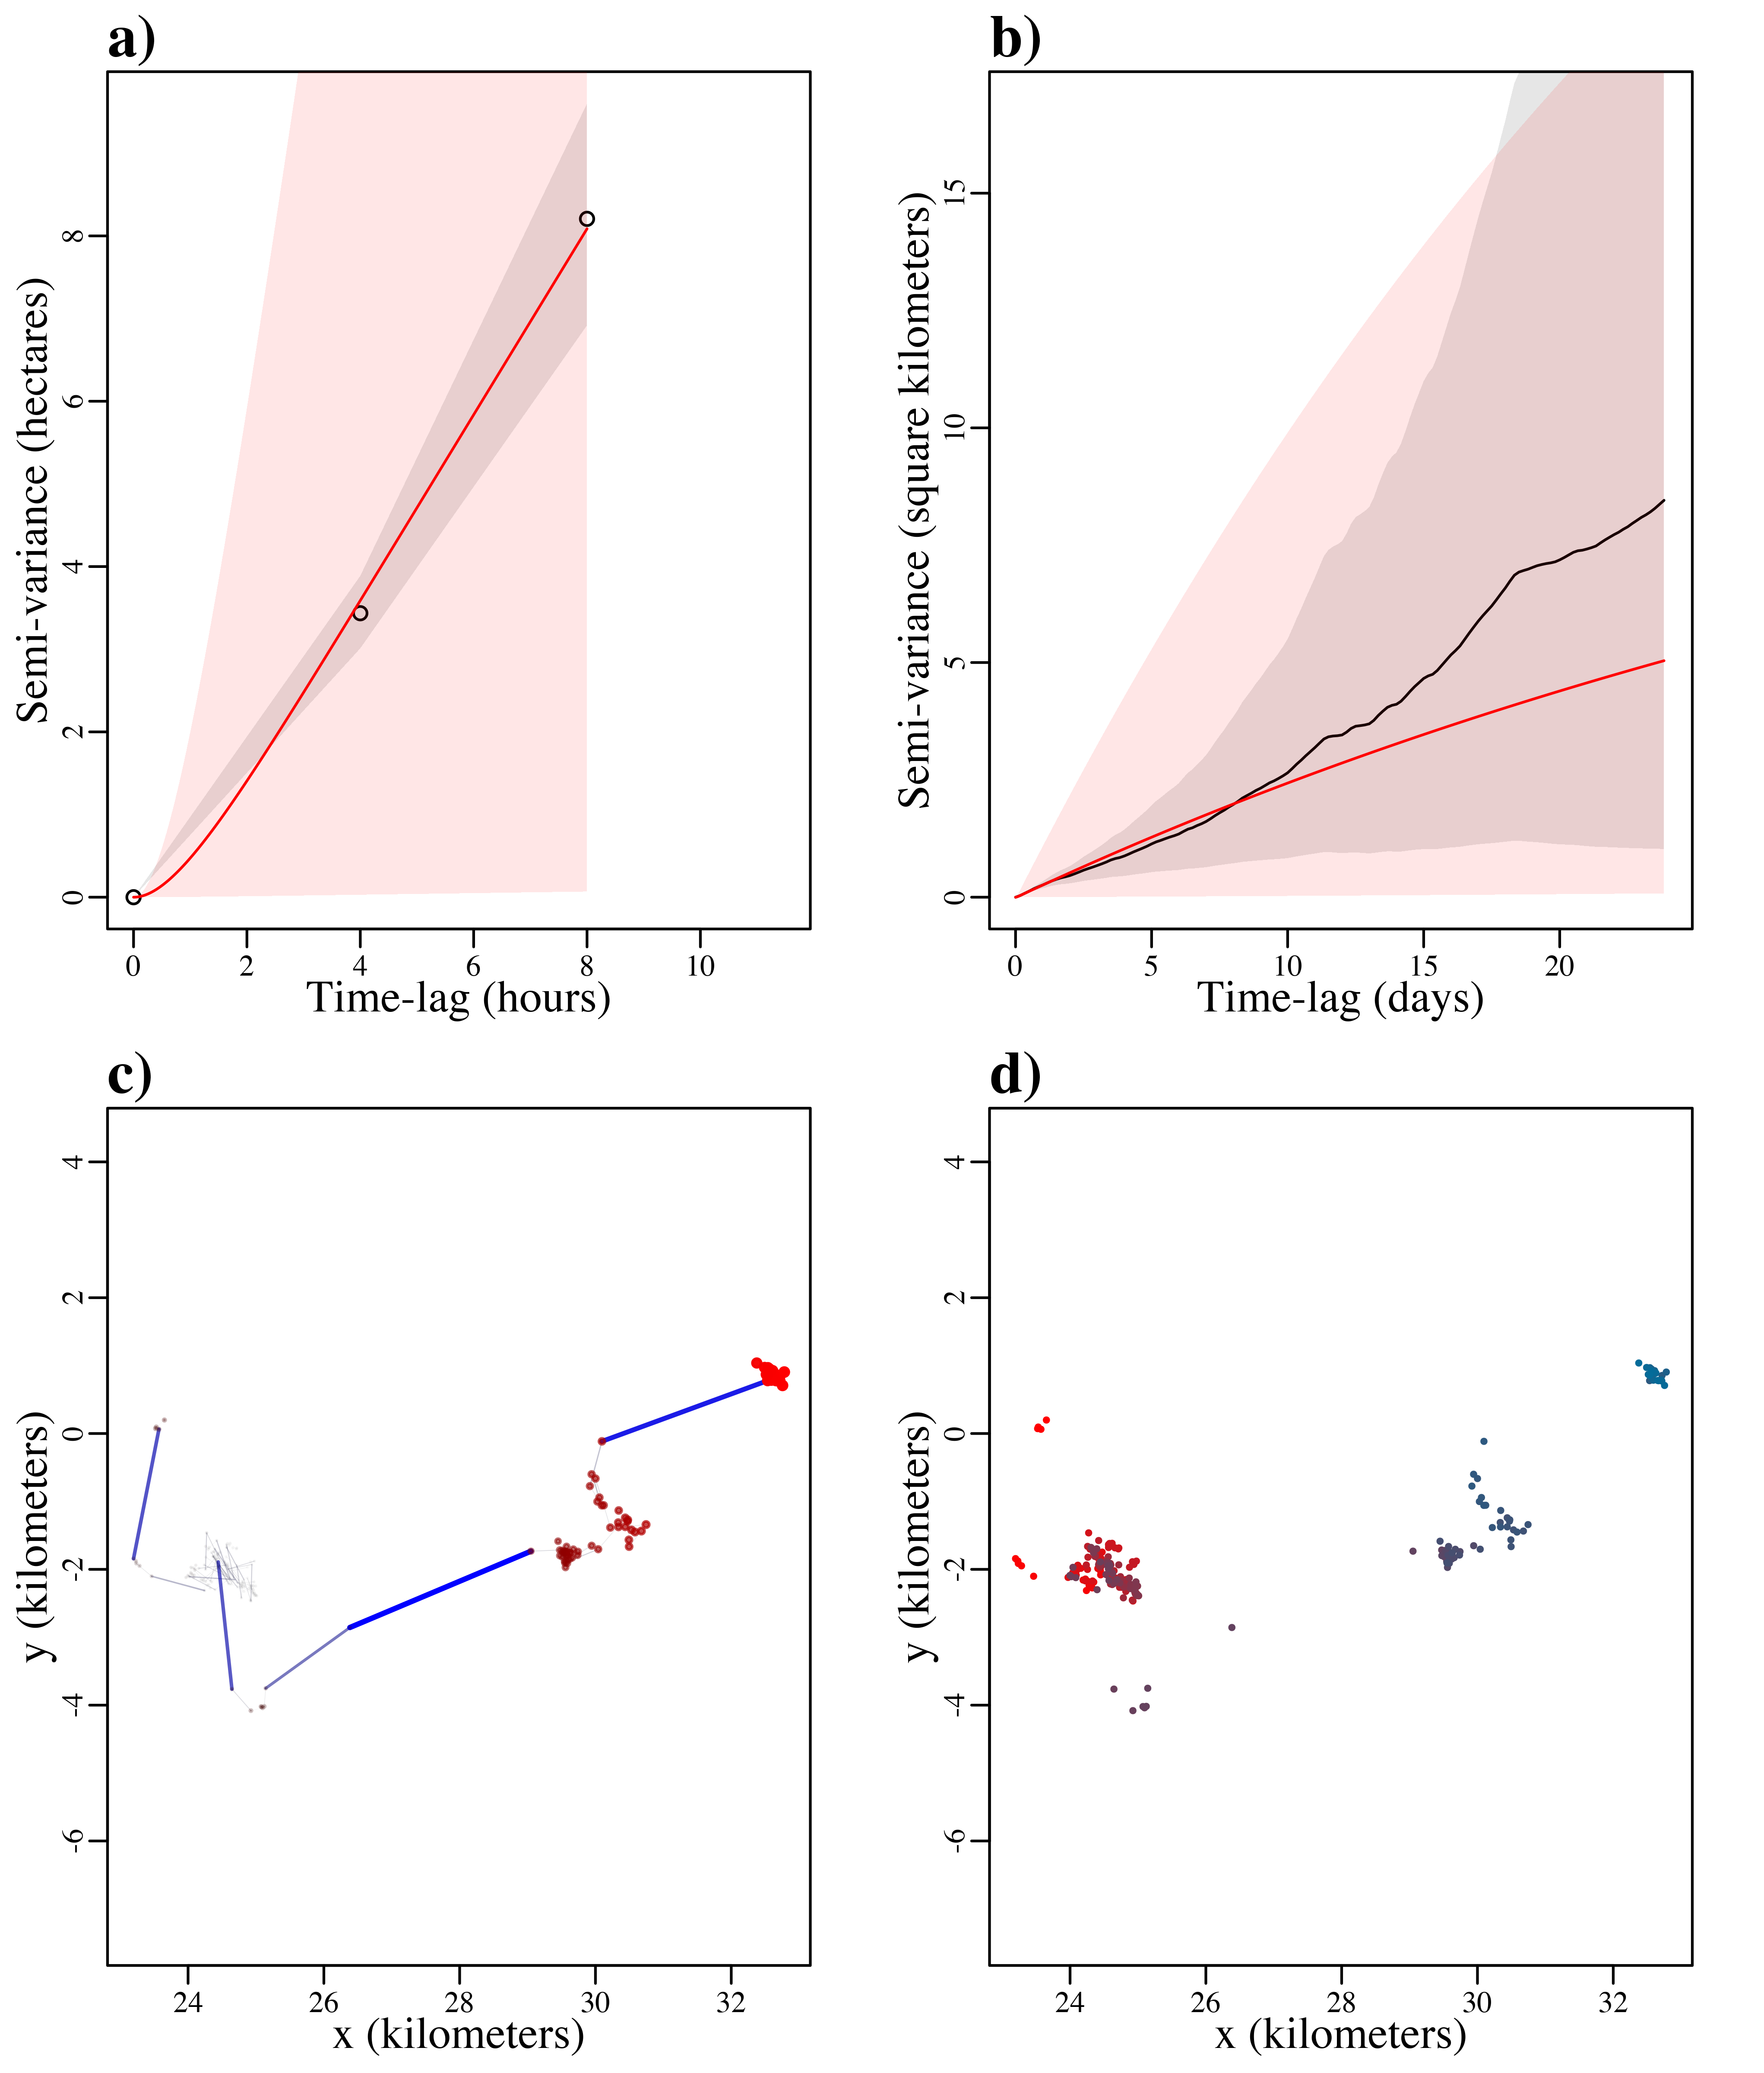 a)
Semi-variance (hectares)
8
6
4
2
0
0 2 4 6 8 10
Time-lag (hours)
b)
Semi-variance (square kilometers)
15
10
5
0
0 5 10 15 20
Time-lag (days)
c)
y (kilometers)
4
2
0
-2
-4
-6
24 26 28 30 32
x (kilometers)
d)
y (kilometers)
4
2
0
-2
-4
-6
24 26 28 30 32
x (kilometers)